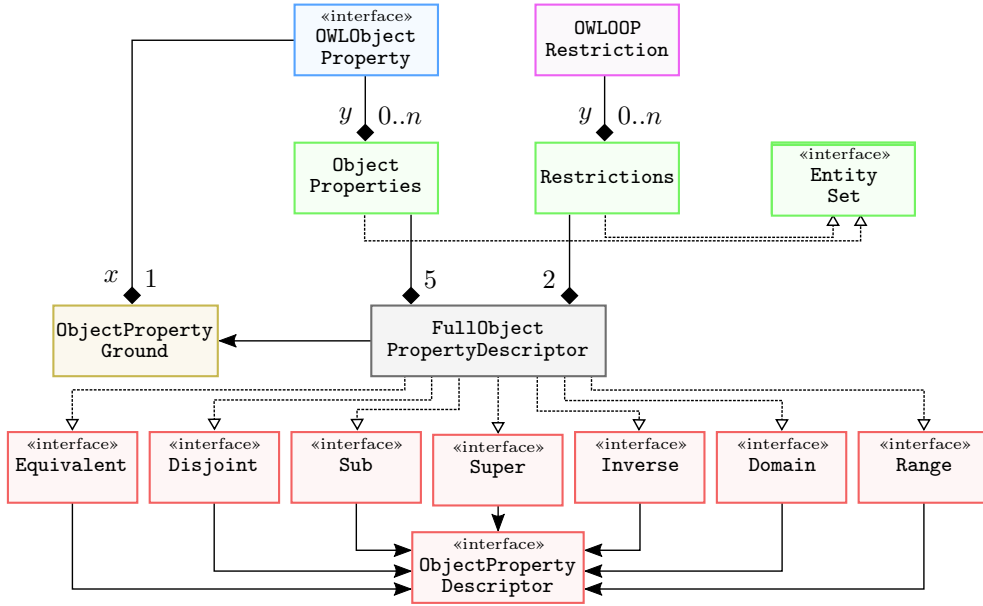 «interface»
OWLObject
Property
OWLOOP
Restriction
y 0..n
y 0..n
Object
Properties
Restrictions
«interface»
Entity
Set
x 1
5
2
ObjectProperty
Ground
FullObject
PropertyDescriptor
«interface»
Equivalent
«interface»
Disjoint
«interface»
Sub
«interface»
Super
«interface»
Inverse
«interface»
Domain
«interface»
Range
«interface»
ObjectProperty
Descriptor